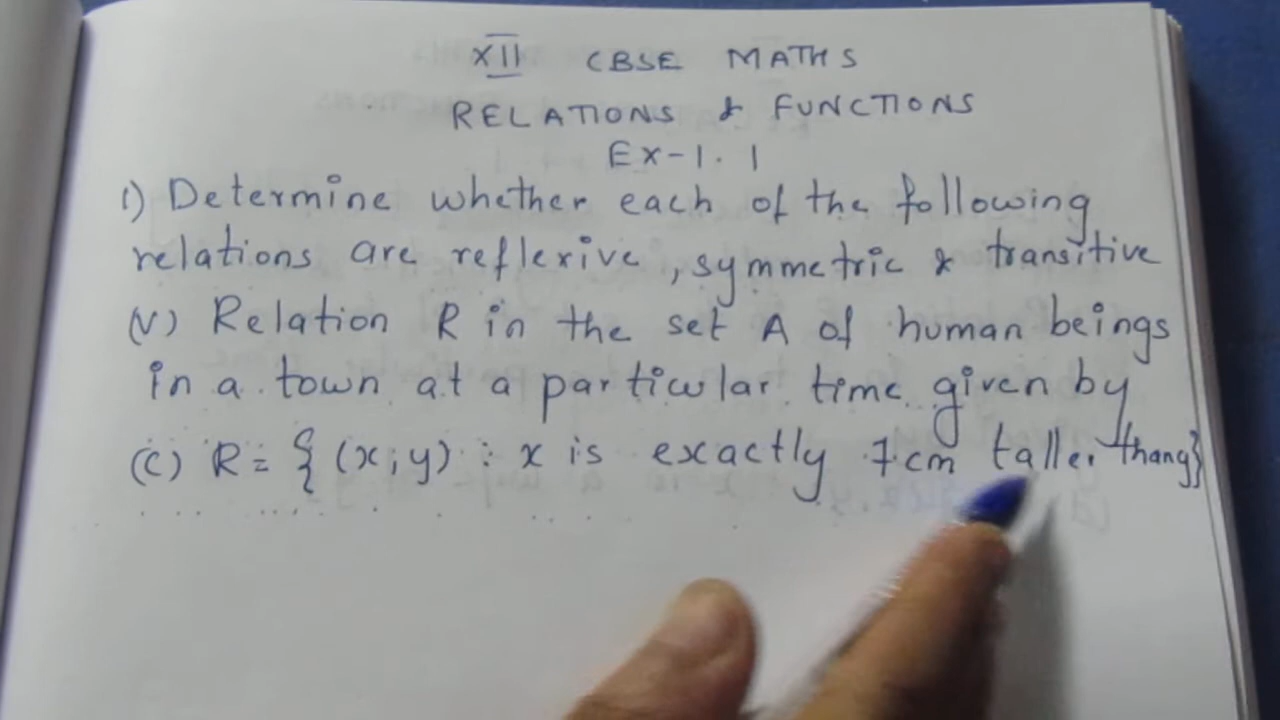 XII CBSE MATHS
RELATIONS & FUNCTIONS
Ex-1.1
1) Determine whether each of the following
relations are reflexive, symmetric & transitive
(V) Relation R in the set A of human beings
in a town at a particular time given by
(C) R = { (x, y) : x is exactly 7cm taller than y}